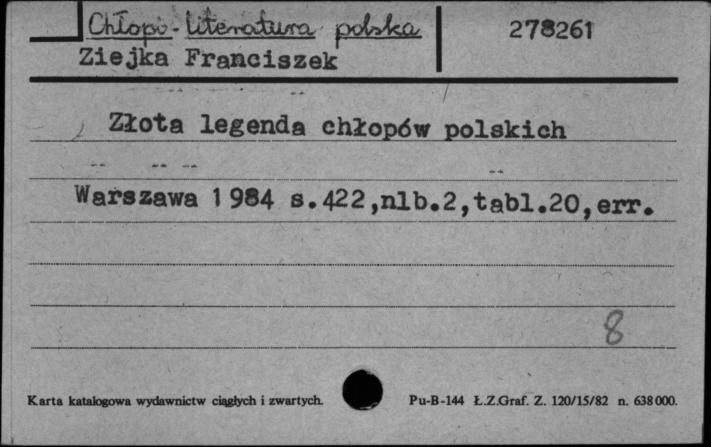 Chłopi - literatura polska 278261
Ziejka Franciszek
Złota legenda chłopów polskich
Warszawa 1984 s.422,nlb.2,tabl.20,err.
8
Karta katalogowa wydawnictw ciągłych i zwartych. Pu-B-144 Ł.Z.Graf. Z. 120/15/82 n. 638000.